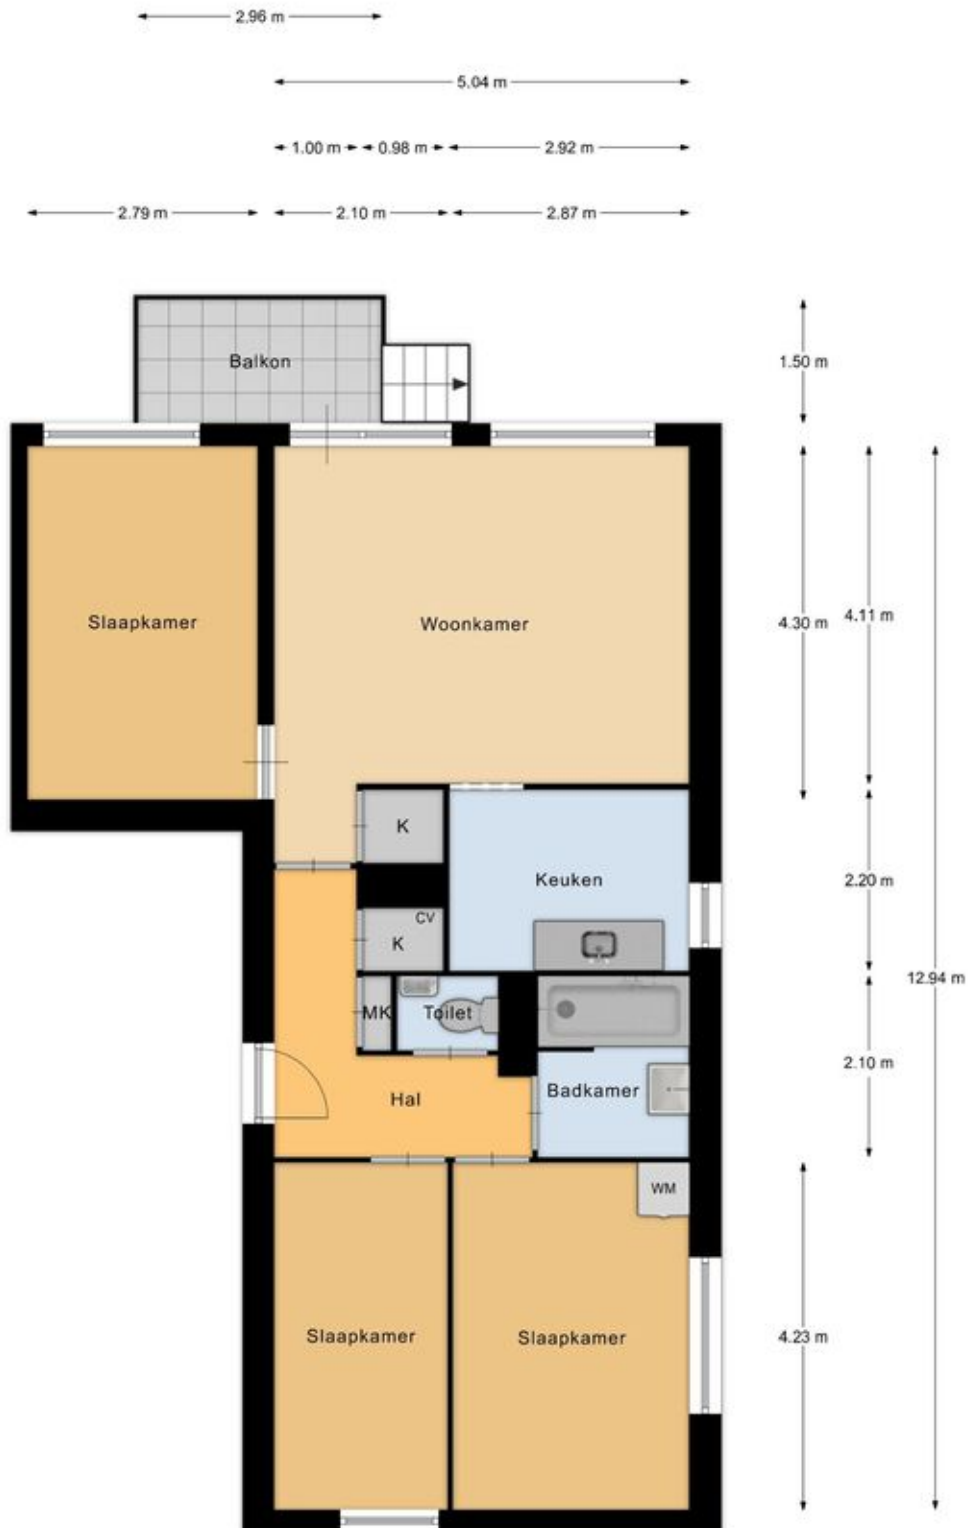 2.96 m
5.04 m
1.00 m 0.98 m 2.92 m
2.79 m 2.10 m 2.87 m
Balkon
1.50 m
Slaapkamer
Woonkamer
4.30 m
4.11 m
K
Keuken
2.20 m
CV
K
12.94 m
MK
Toilet
2.10 m
Badkamer
Hal
WM
Slaapkamer
Slaapkamer
4.23 m